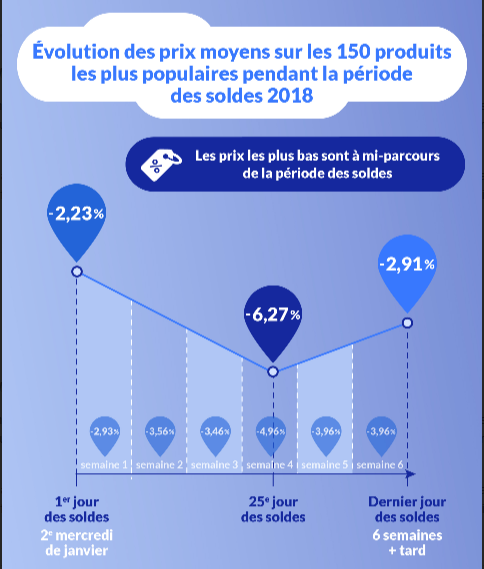 Évolution des prix moyens sur les 150 produits
les plus populaires pendant la période
des soldes 2018
Les prix les plus bas sont à mi-parcours
de la période des soldes
-2,23%
-2,91%
-6,27%
-2,93%
-3,56%
-3,46%
-4,96%
-3,96%
-3,96%
semaine 1
semaine 2
semaine 3
semaine 4
semaine 5
semaine 6
1er jour
des soldes
2e mercredi
de janvier
25e jour
des soldes
Dernier jour
des soldes
6 semaines
+ tard